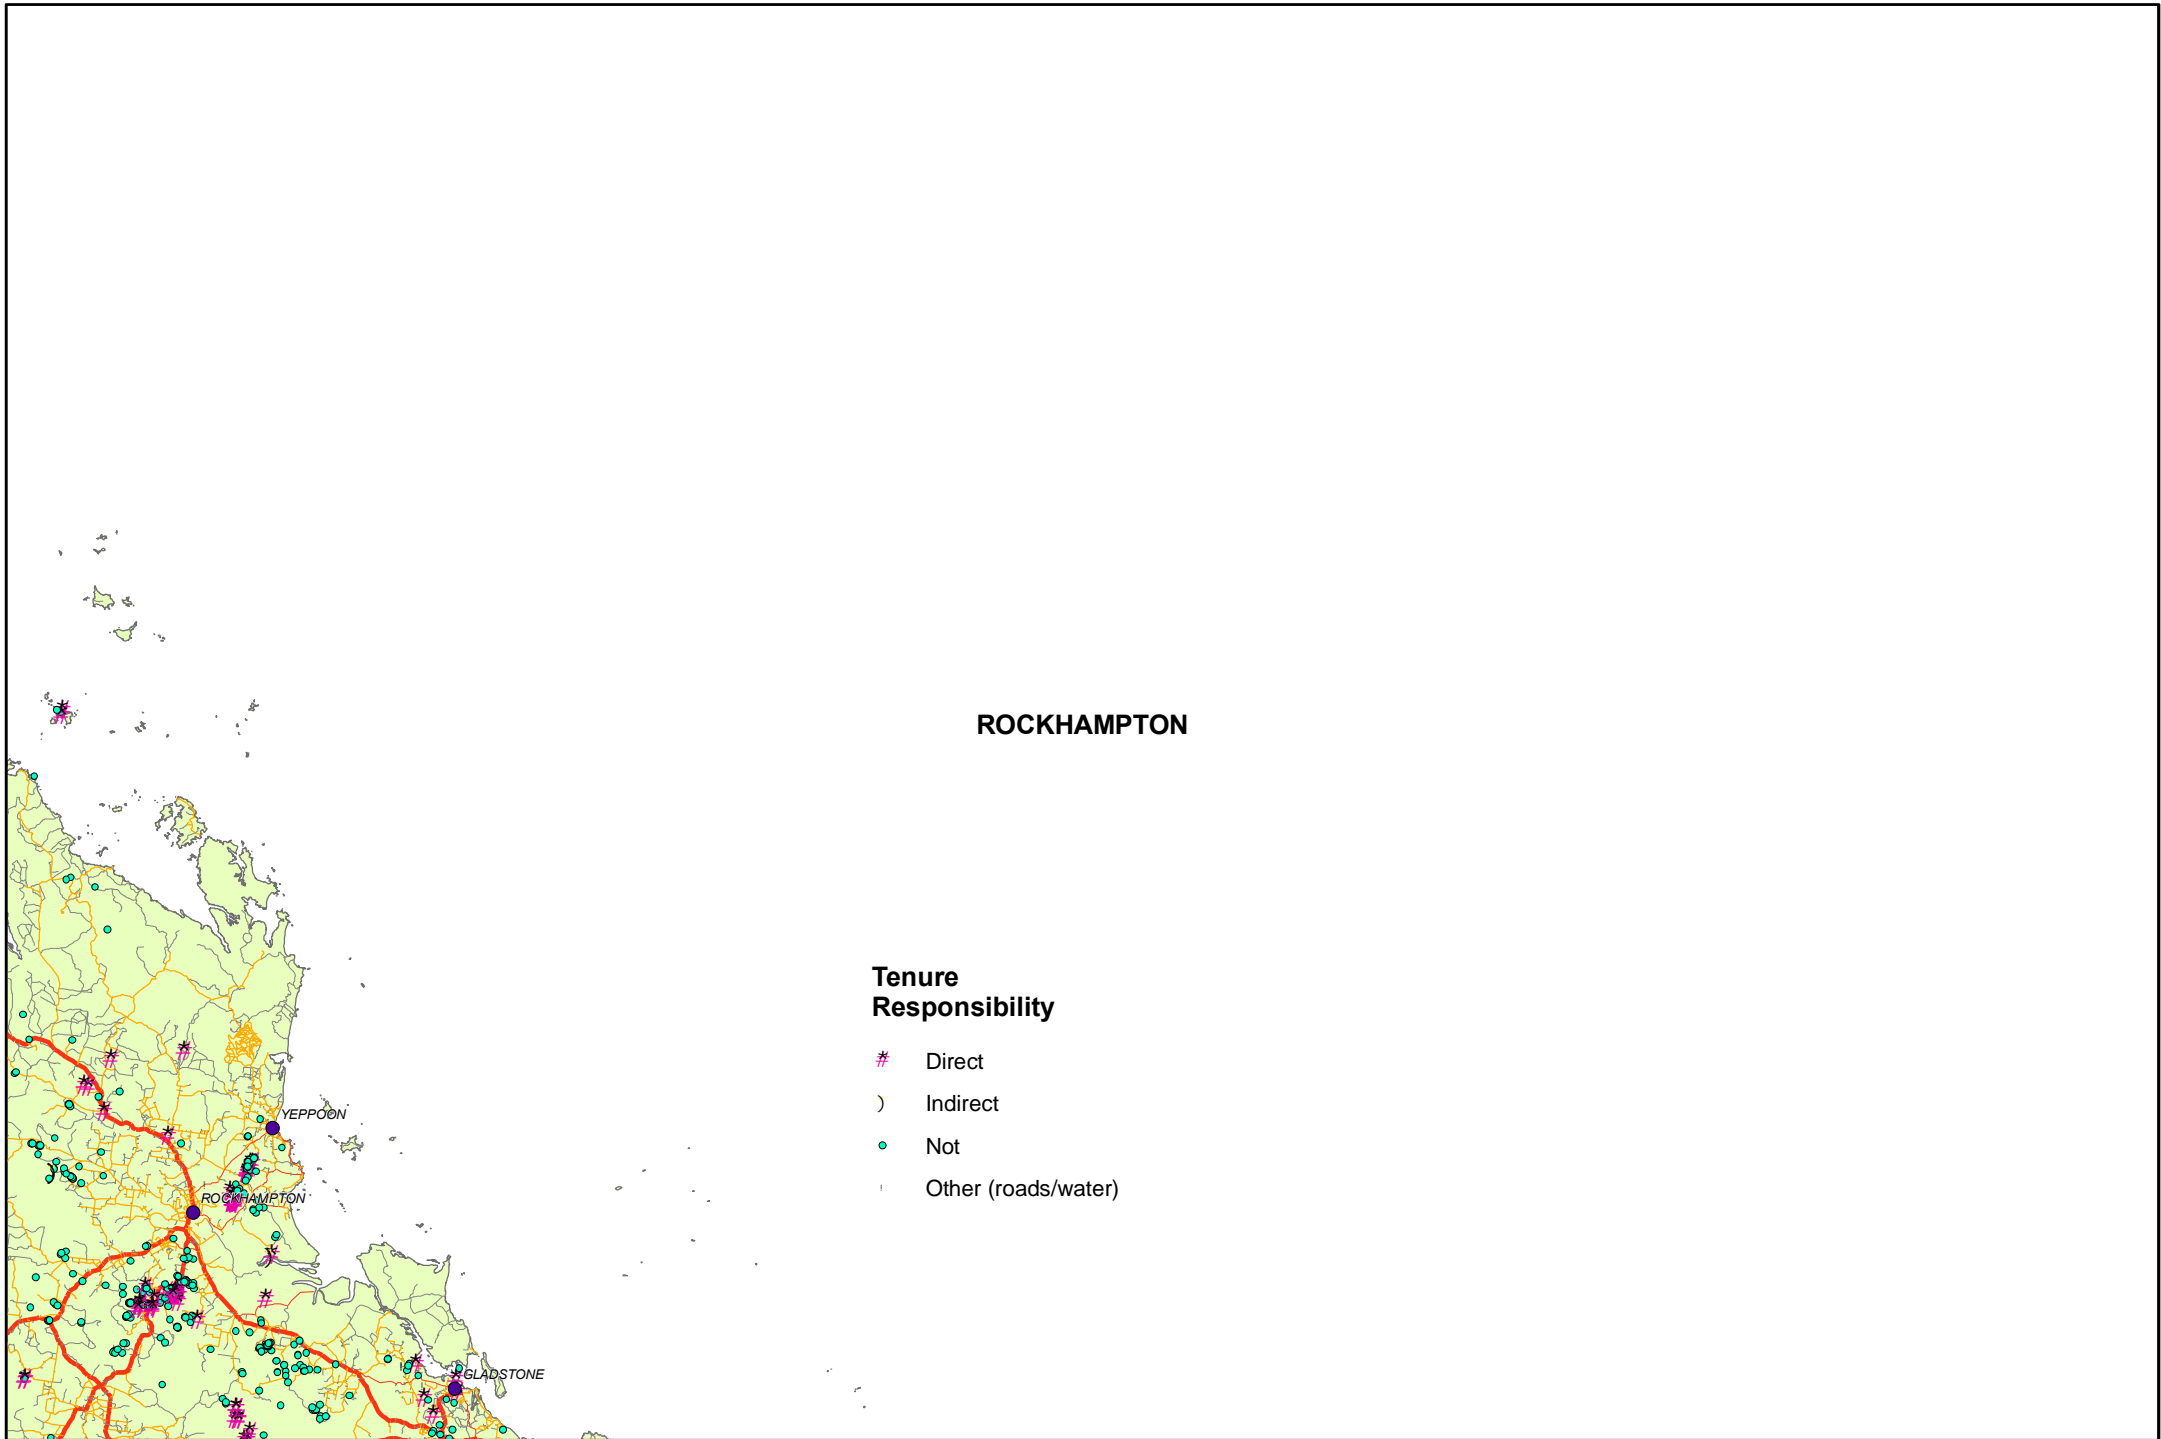 ROCKHAMPTON
Tenure
Responsibility
Direct
Indirect
Not
Other (roads/water)
YEPPOON
ROCKHAMPTON
GLADSTONE